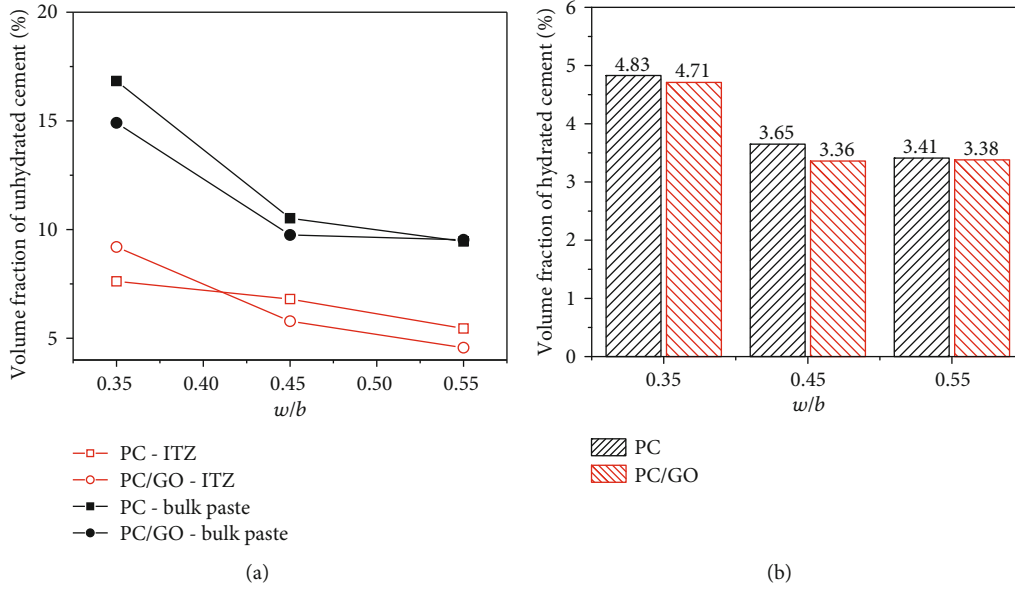 Volume fraction of unhydrated cement (%)
20
15
10
5
0.35 0.40 0.45 0.50 0.55
w/b
PC - ITZ
PC/GO - ITZ
PC - bulk paste
PC/GO - bulk paste
(a)
Volume fraction of hydrated cement (%)
6
5
4
3
2
1
0
4.83 4.71
3.65 3.36
3.41 3.38
0.35 0.45 0.55
w/b
PC
PC/GO
(b)